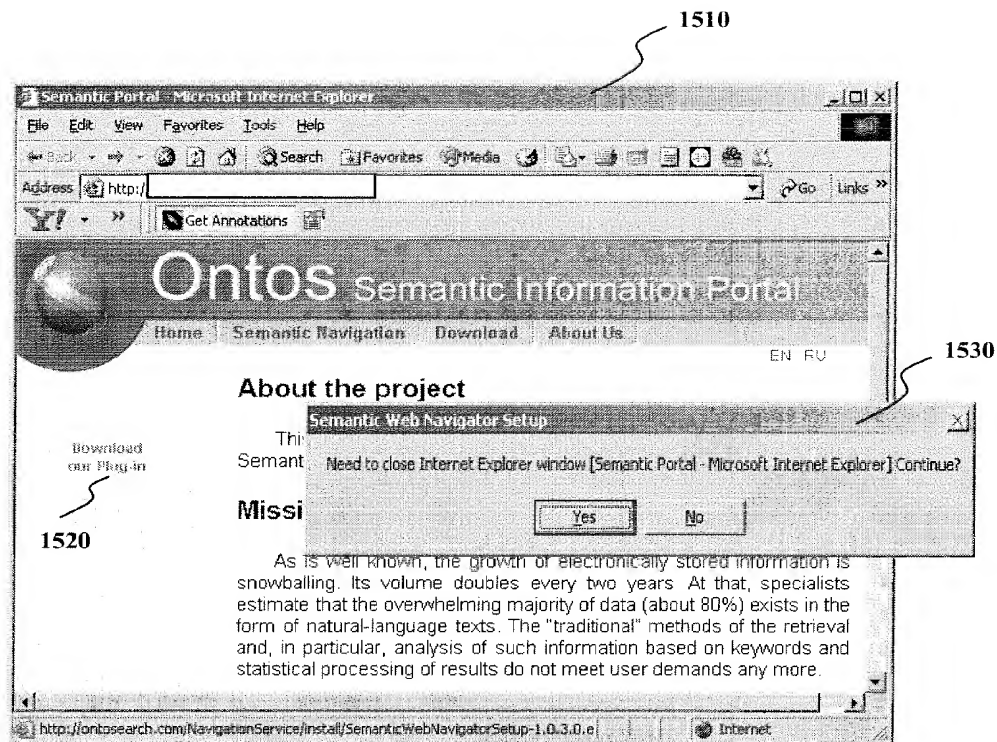 1510
Semantic Portal - Microsoft Internet Explorer
File Edit View Favorites Tools Help
Back Search Favorites Media
Address http:/ Go Links »
Y! » Get Annotations
Ontos Semantic Information Portal
Home Semantic Navigation Download About Us
EN RU
1530
About the project
Semantic Web Navigator Setup
Download
our Plug-in
Thi
Semant
Need to close Internet Explorer window [Semantic Portal - Microsoft Internet Explorer] Continue?
Missi
Yes No
1520
As is well known, the growth of electronically stored information is
snowballing. Its volume doubles every two years. At that, specialists
estimate that the overwhelming majority of data (about 80%) exists in the
form of natural-language texts. The "traditional" methods of the retrieval
and, in particular, analysis of such information based on keywords and
statistical processing of results do not meet user demands any more.
http://ontosearch.com/NavigationService/install/SemanticWebNavigatorSetup-1.0.3.0.e Internet